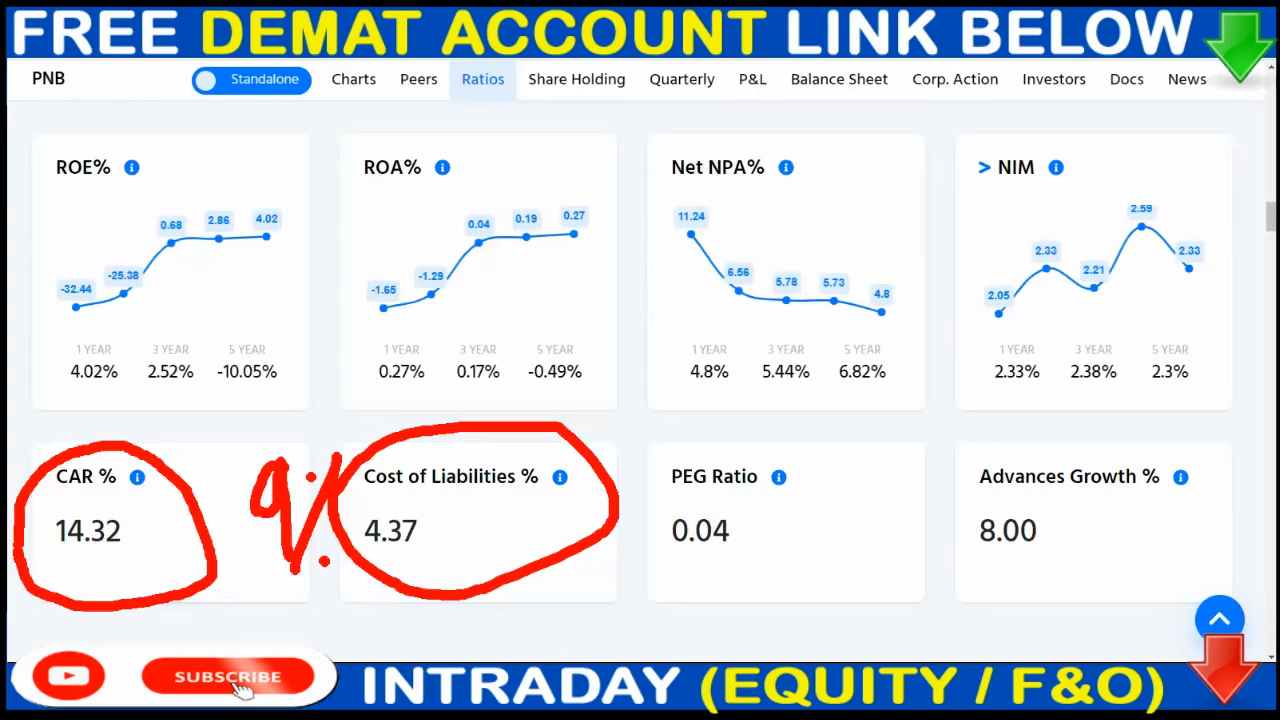 FREE DEMAT ACCOUNT LINK BELOW
PNB Standalone Charts Peers Ratios Share Holding Quarterly P&L Balance Sheet Corp. Action Investors Docs News
ROE%
-32.44 -25.38 0.68 2.86 4.02
1 YEAR 3 YEAR 5 YEAR
4.02% 2.52% -10.05%
ROA%
-1.65 -1.29 0.04 0.19 0.27
1 YEAR 3 YEAR 5 YEAR
0.27% 0.17% -0.49%
Net NPA%
11.24 6.56 5.78 5.73 4.8
1 YEAR 3 YEAR 5 YEAR
4.8% 5.44% 6.82%
> NIM
2.05 2.33 2.21 2.59 2.33
1 YEAR 3 YEAR 5 YEAR
2.33% 2.38% 2.3%
CAR %
14.32
9%
Cost of Liabilities %
4.37
PEG Ratio
0.04
Advances Growth %
8.00
SUBSCRIBE
INTRADAY (EQUITY / F&O)